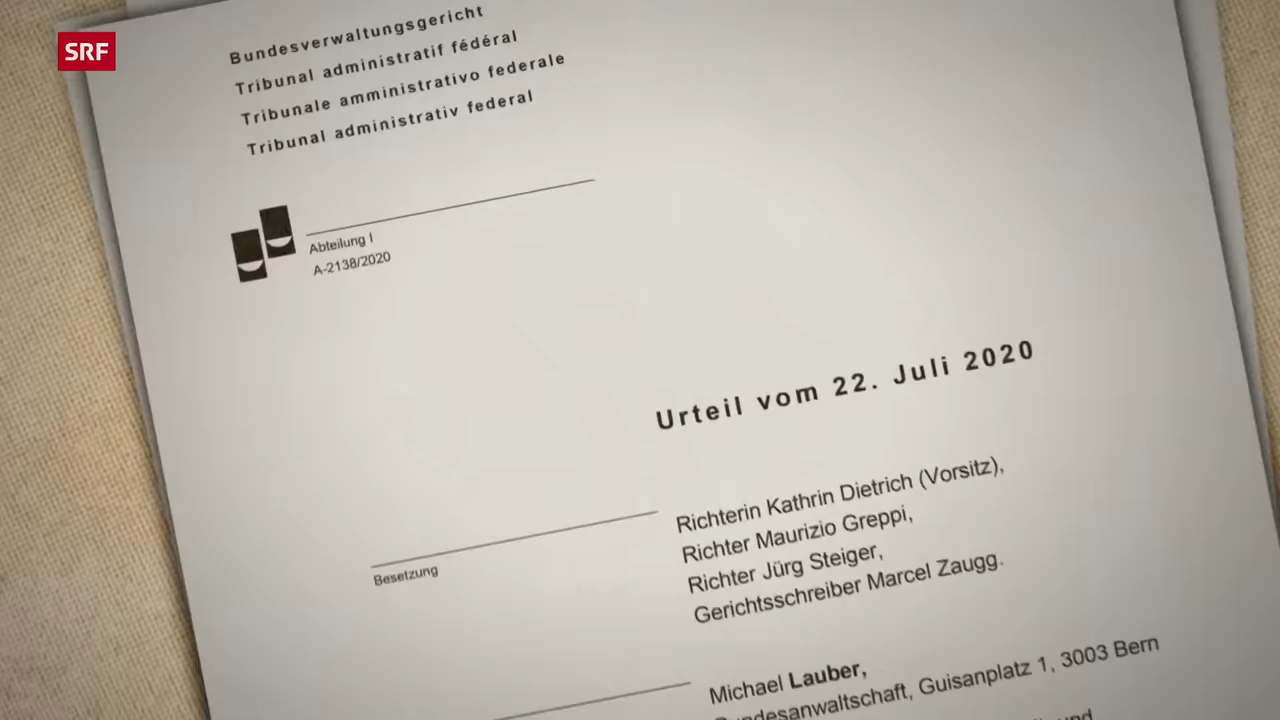 SRF
Bundesverwaltungsgericht
Tribunal administratif fédéral
Tribunale amministrativo federale
Tribunal administrativ federal
Abteilung I
A-2138/2020
Urteil vom 22. Juli 2020
Besetzung
Richterin Kathrin Dietrich (Vorsitz),
Richter Maurizio Greppi,
Richter Jürg Steiger,
Gerichtsschreiber Marcel Zaugg.
Michael Lauber,
Bundesanwaltschaft, Guisanplatz 1, 3003 Bern